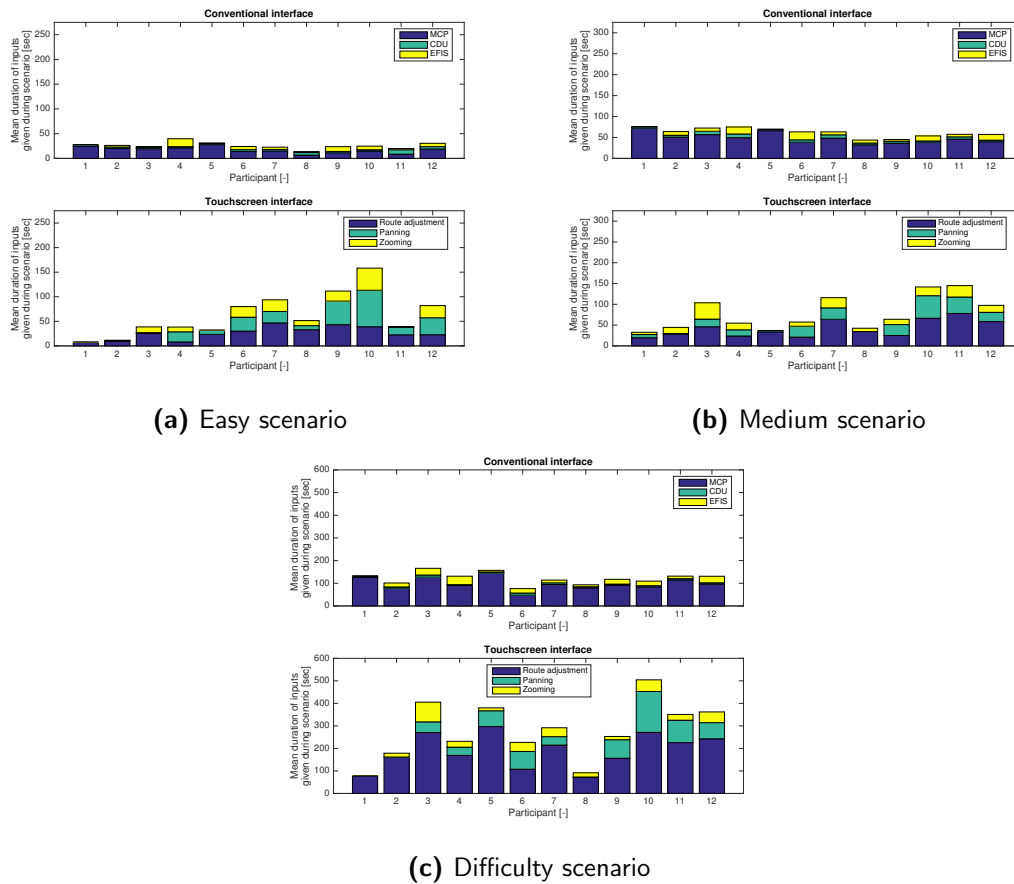 Conventional interface
250
200
150
100
50
0
Mean duration of inputs
given during scenario [sec]
MCP
CDU
EFIS
1 2 3 4 5 6 7 8 9 10 11 12
Participant [-]
Touchscreen interface
250
200
150
100
50
0
Mean duration of inputs
given during scenario [sec]
Route adjustment
Panning
Zooming
1 2 3 4 5 6 7 8 9 10 11 12
Participant [-]
(a) Easy scenario
Conventional interface
300
200
150
100
50
0
Mean duration of inputs
given during scenario [sec]
MCP
CDU
EFIS
1 2 3 4 5 6 7 8 9 10 11 12
Participant [-]
Touchscreen interface
300
200
150
100
50
0
Mean duration of inputs
given during scenario [sec]
Route adjustment
Panning
Zooming
1 2 3 4 5 6 7 8 9 10 11 12
Participant [-]
(b) Medium scenario
Conventional interface
600
500
400
300
200
100
0
Mean duration of inputs
given during scenario [sec]
MCP
CDU
EFIS
1 2 3 4 5 6 7 8 9 10 11 12
Participant [-]
Touchscreen interface
600
500
400
300
200
100
0
Mean duration of inputs
given during scenario [sec]
Route adjustment
Panning
Zooming
1 2 3 4 5 6 7 8 9 10 11 12
Participant [-]
(c) Difficulty scenario